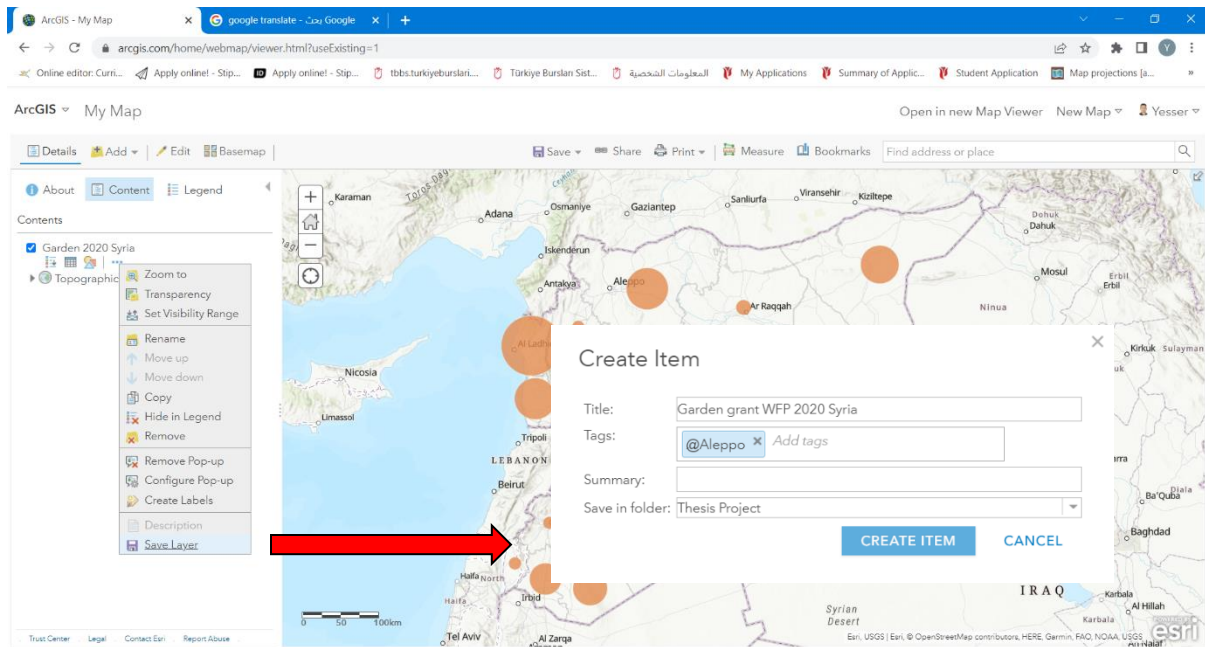 ArcGIS - My Map
google translate - بحث Google
arcgis.com/home/webmap/viewer.html?useExisting=1
Online editor: Curri...
Apply online! - Stip...
Apply online! - Stip...
tbbs.turkiyeburslari....
Türkiye Bursları Sist...
المعلومات الشخصية
My Applications
Summary of Applic...
Student Application
Map projections [a...
ArcGIS
My Map
Open in new Map Viewer
New Map
Yesser
Details
Add
Edit
Basemap
Save
Share
Print
Measure
Bookmarks
Find address or place
About
Content
Legend
Contents
Garden 2020 Syria
Topographic
Zoom to
Transparency
Set Visibility Range
Rename
Move up
Move down
Copy
Hide in Legend
Remove
Remove Pop-up
Configure Pop-up
Create Labels
Description
Save Layer
Karaman
Adana
Osmaniye
Gaziantep
Sanliurfa
Viransehir
Kiziltepe
Dohuk
Dahuk
Iskenderun
Antakya
Aleppo
Ar Raqqah
Mosul
Erbil
Erbil
Ninua
Kirkuk
Sulayman
Nicosia
Limassol
Tripoli
LEBANON
Beirut
Create Item
Title:
Garden grant WFP 2020 Syria
Tags:
@Aleppo
Add tags
Summary:
Save in folder:
Thesis Project
CREATE ITEM
CANCEL
Diala
Ba'Quba
Baghdad
Haifa
North
Haifa
Irbid
IRAQ
Karbala
Al Hillah
Karbala
Syrian
Desert
0 50 100km
Tel Aviv
Al Zarqa
Esri, USGS | Esri, © OpenStreetMap contributors, HERE, Garmin, FAO, NOAA, USGS
POWERED BY
esri
Trust Center
Legal
Contact Esri
Report Abuse